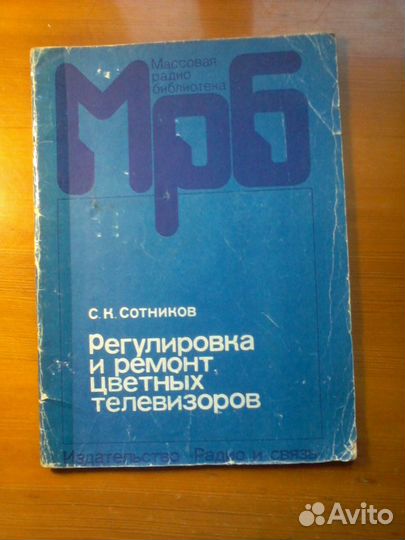 Массовая
радио
библиотека
Мрб
С. К. Сотников
Регулировка
и ремонт
цветных
телевизоров
Издательство «Радио и связь»
Avito